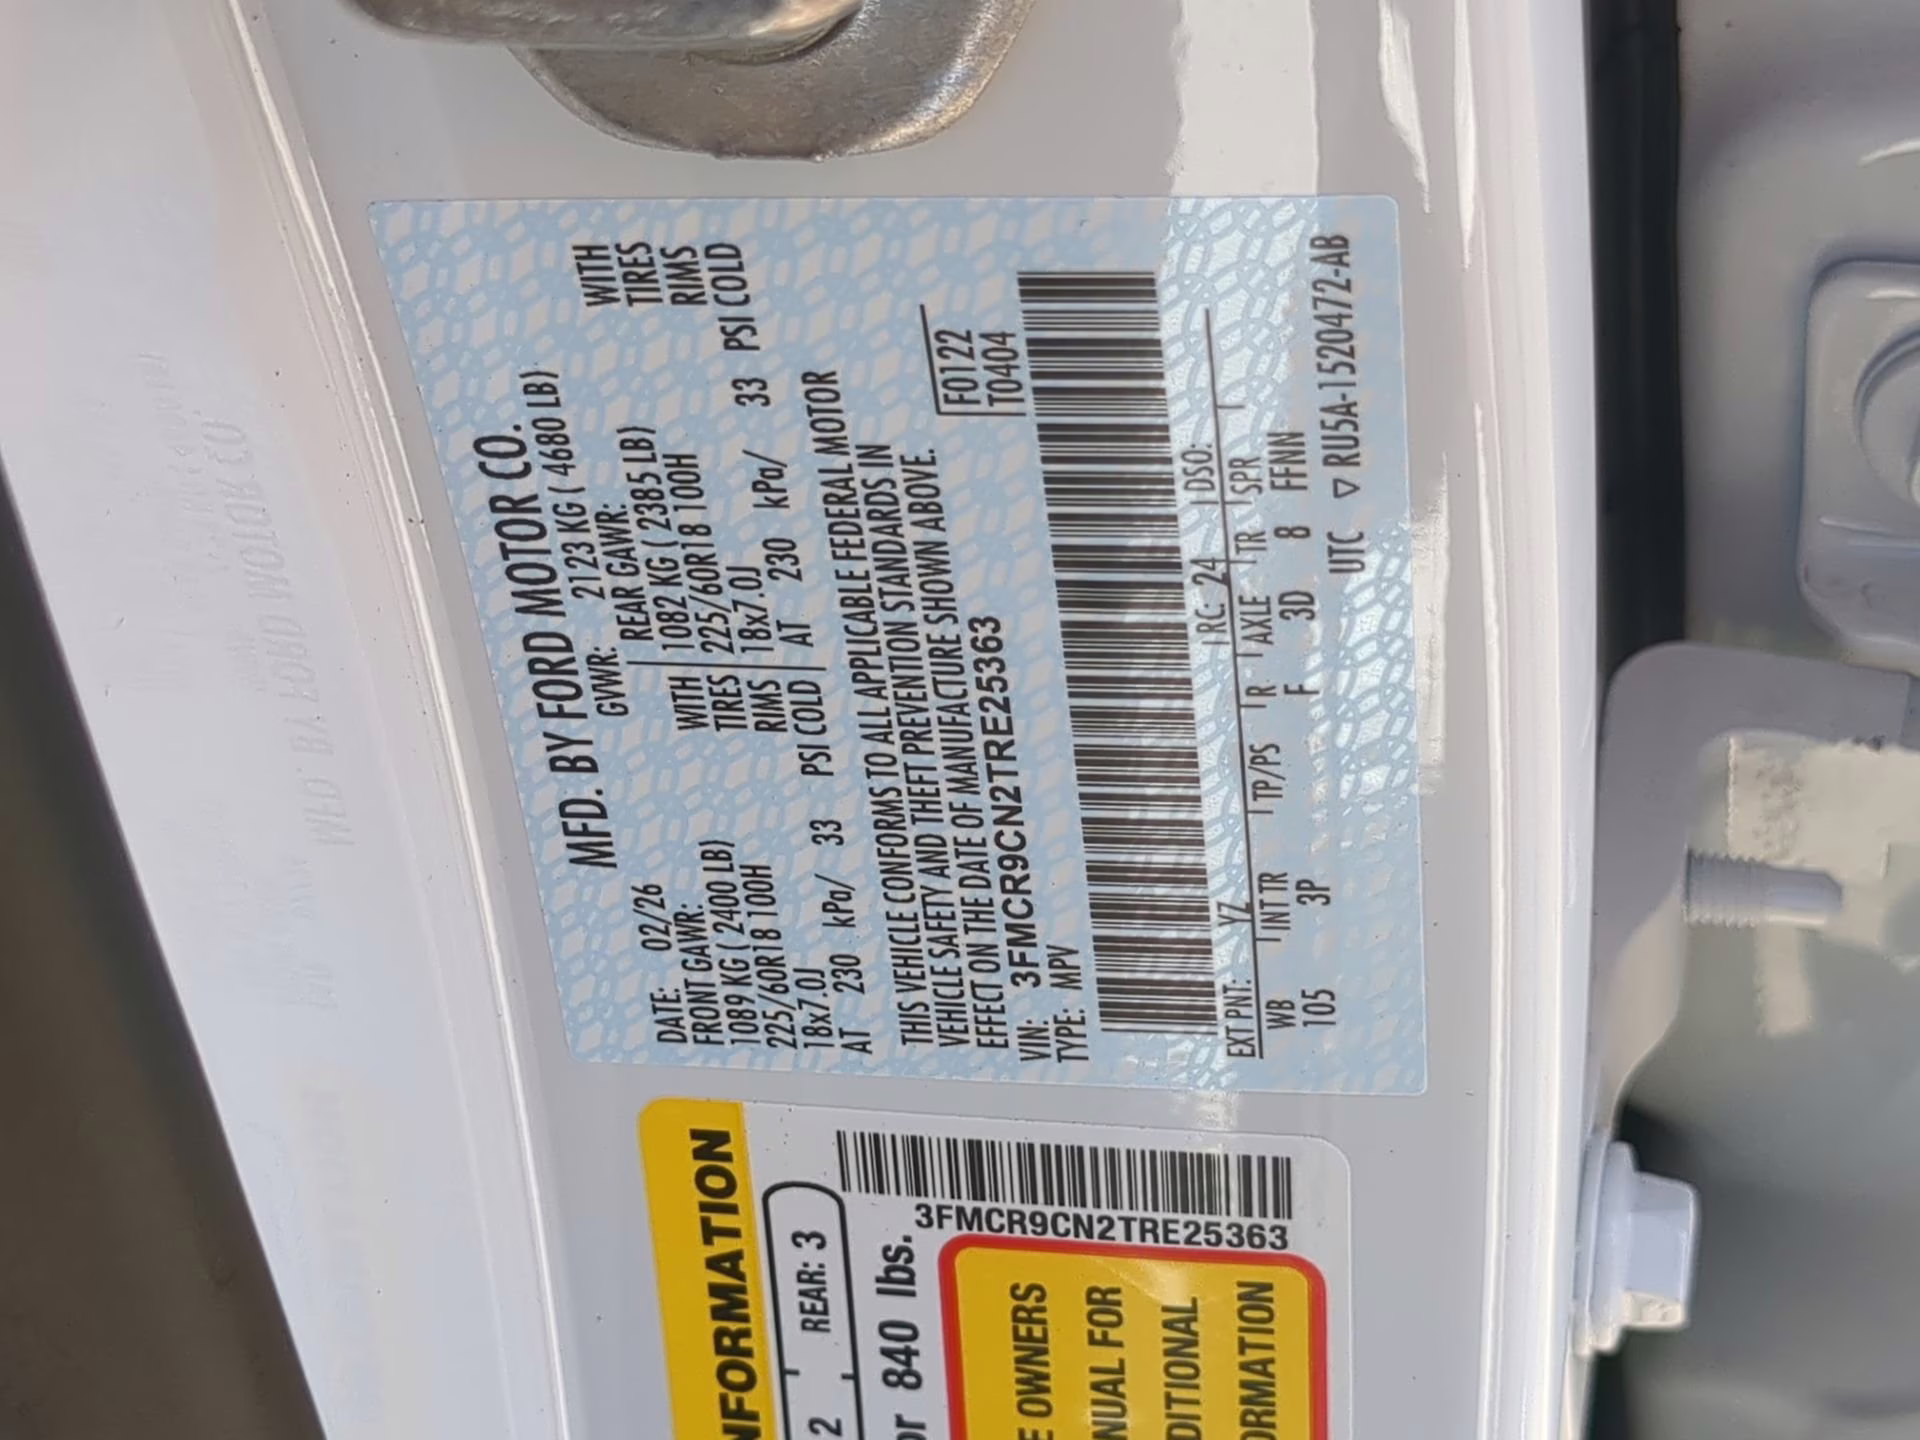 MFD. BY FORD MOTOR CO.
DATE: 02/26 GVWR: 2123 KG ( 4680 LB)
FRONT GAWR: REAR GAWR:
1089 KG ( 2400 LB) WITH 1082 KG ( 2385 LB) WITH
225/60R18 100H TIRES 225/60R18 100H TIRES
18x7.0J RIMS 18x7.0J RIMS
AT 230 kPa/ 33 PSI COLD AT 230 kPa/ 33 PSI COLD
THIS VEHICLE CONFORMS TO ALL APPLICABLE FEDERAL MOTOR
VEHICLE SAFETY AND THEFT PREVENTION STANDARDS IN
EFFECT ON THE DATE OF MANUFACTURE SHOWN ABOVE.
VIN: 3FMCR9CN2TRE25363 F0122
TYPE: MPV T0404
EXT PNT: YZ RC: 24 DSO:
WB INT TR TP/PS R AXLE TR SPR
105 3P F 3D 8 FFNN
UTC ▽ RU5A-1520472-AB
NFORMATION
2 REAR: 3
or 840 lbs.
3FMCR9CN2TRE25363
E OWNERS
NUAL FOR
DITIONAL
ORMATION